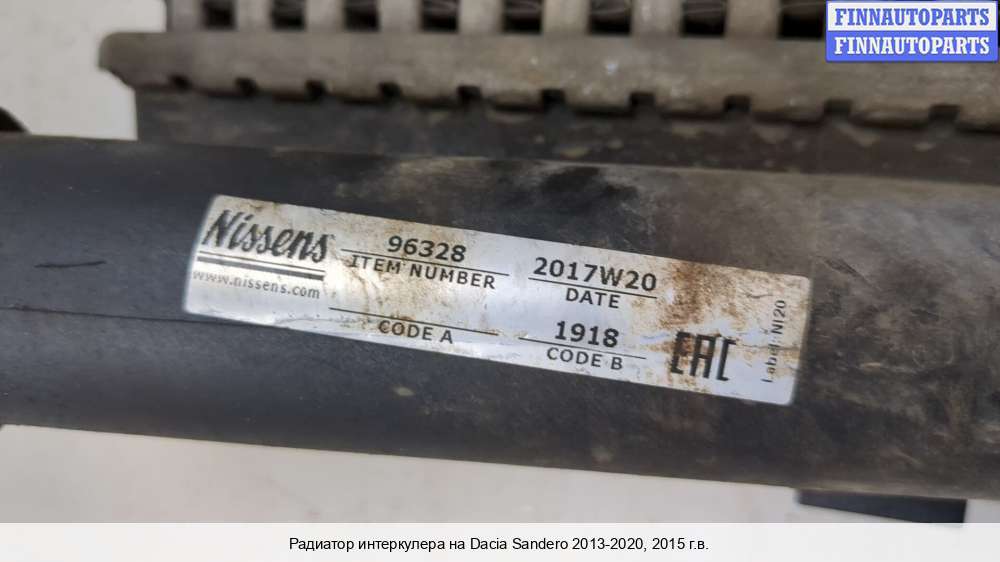 FINNAUTOPARTS
FINNAUTOPARTS
Nissens
www.nissens.com
96328
ITEM NUMBER
2017W20
DATE
CODE A
1918
CODE B
EAC
Label: NI20
Радиатор интеркулера на Dacia Sandero 2013-2020, 2015 г.в.